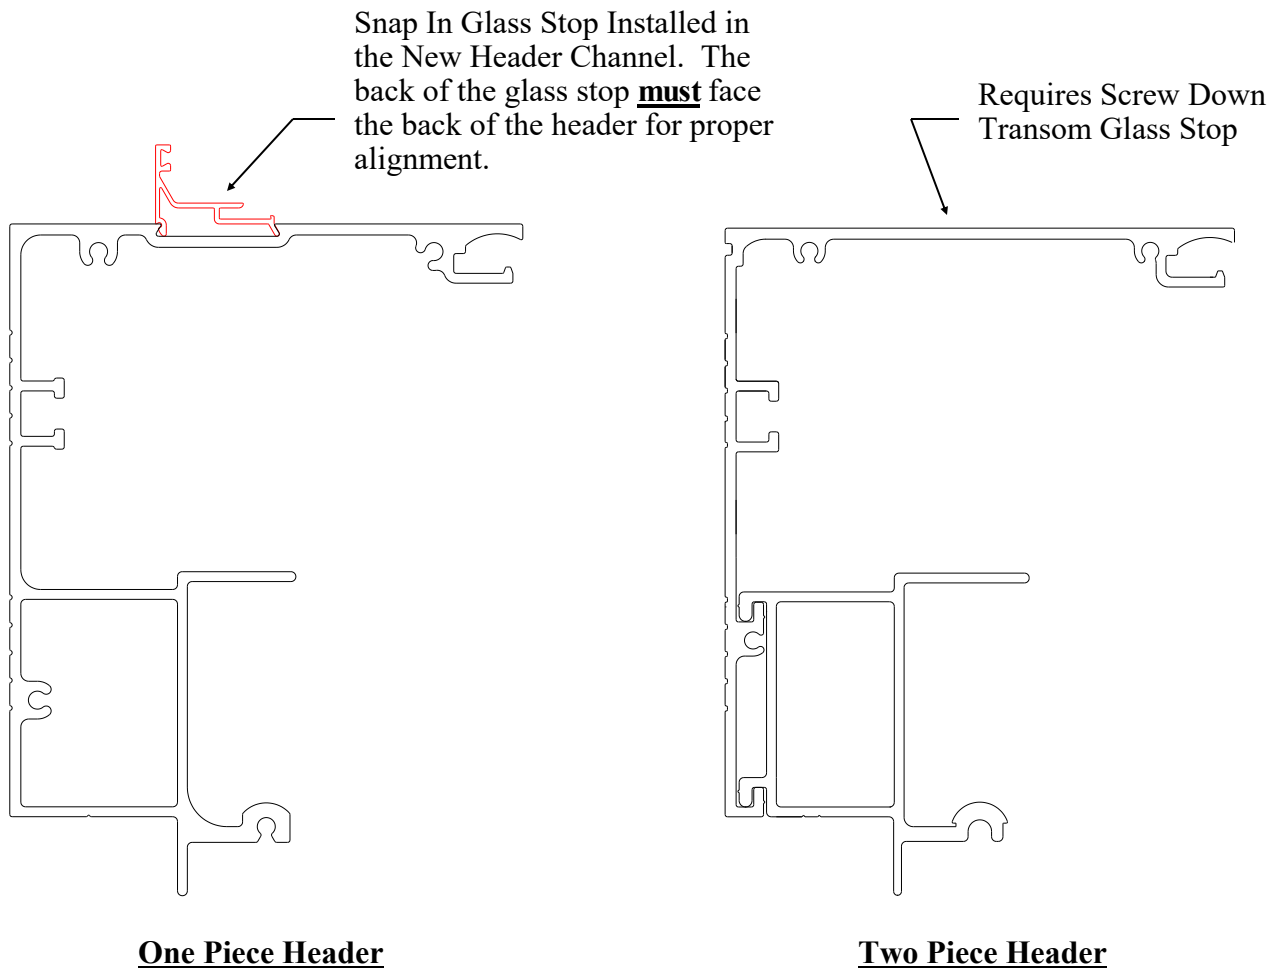 Snap In Glass Stop Installed in
the New Header Channel.  The
back of the glass stop must face
the back of the header for proper
alignment.
Requires Screw Down
Transom Glass Stop
One Piece Header
Two Piece Header